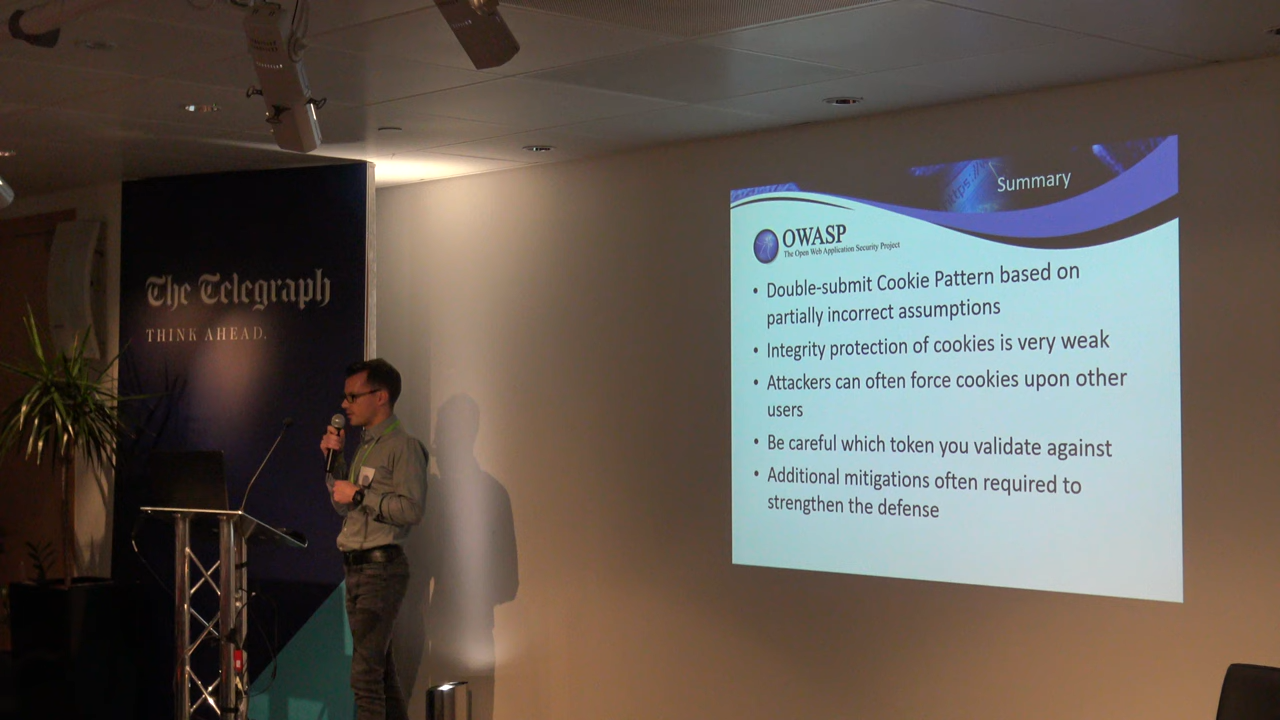 The Telegraph
THINK AHEAD.
https://
Summary
OWASP
The Open Web Application Security Project
• Double-submit Cookie Pattern based on
partially incorrect assumptions
• Integrity protection of cookies is very weak
• Attackers can often force cookies upon other
users
• Be careful which token you validate against
• Additional mitigations often required to
strengthen the defense